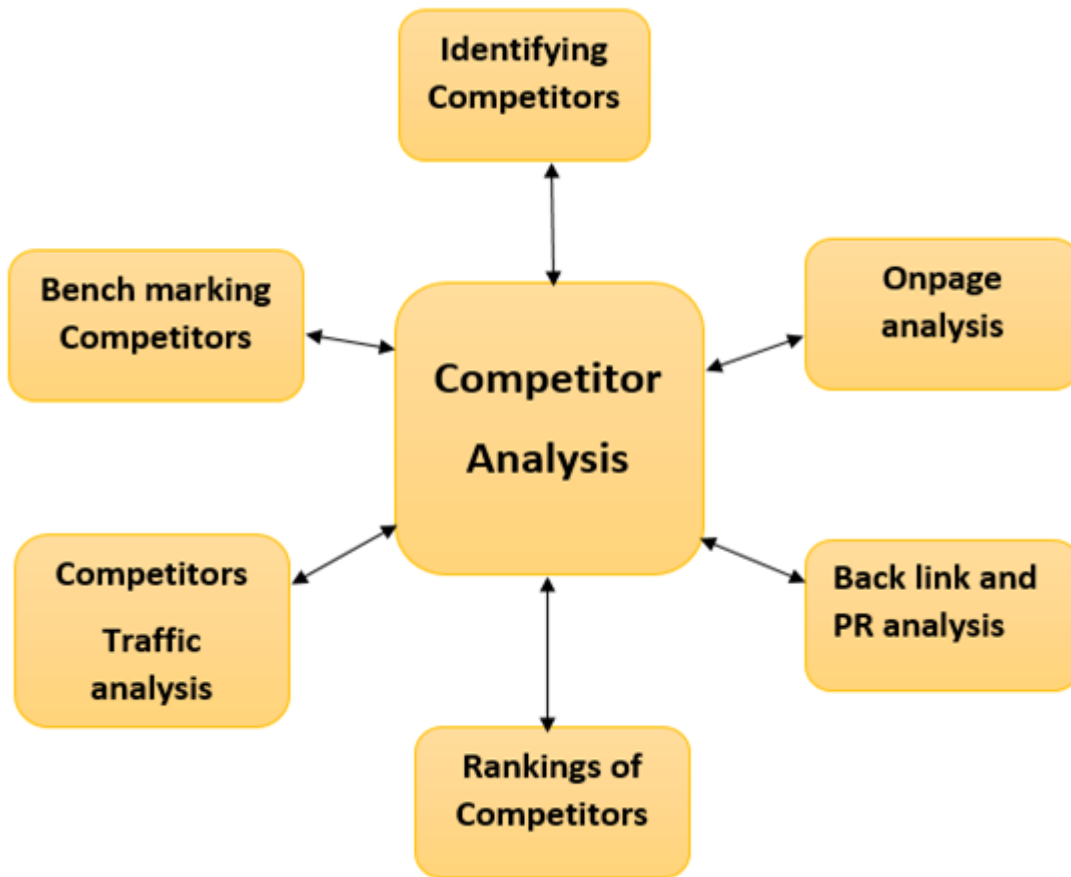 Identifying
Competitors
Bench marking
Competitors
Onpage
analysis
Competitor
Analysis
Competitors
Traffic
analysis
Back link and
PR analysis
Rankings of
Competitors